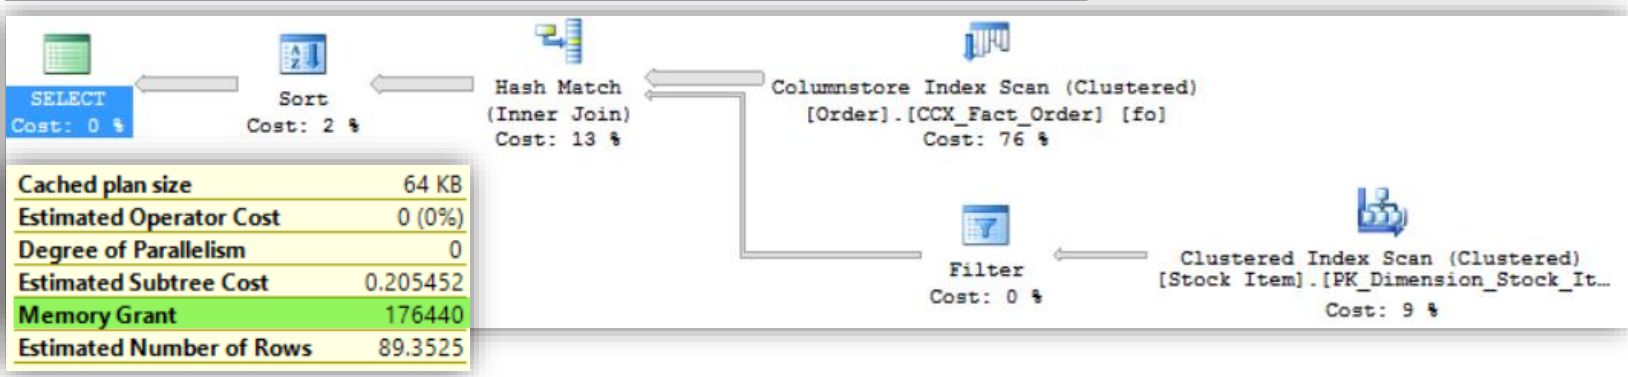 SELECT
Cost: 0 %
Sort
Cost: 2 %
Hash Match
(Inner Join)
Cost: 13 %
Columnstore Index Scan (Clustered)
[Order].[CCX_Fact_Order] [fo]
Cost: 76 %
Filter
Cost: 0 %
Clustered Index Scan (Clustered)
[Stock Item].[PK_Dimension_Stock_It…
Cost: 9 %
Cached plan size 64 KB
Estimated Operator Cost 0 (0%)
Degree of Parallelism 0
Estimated Subtree Cost 0.205452
Memory Grant 176440
Estimated Number of Rows 89.3525